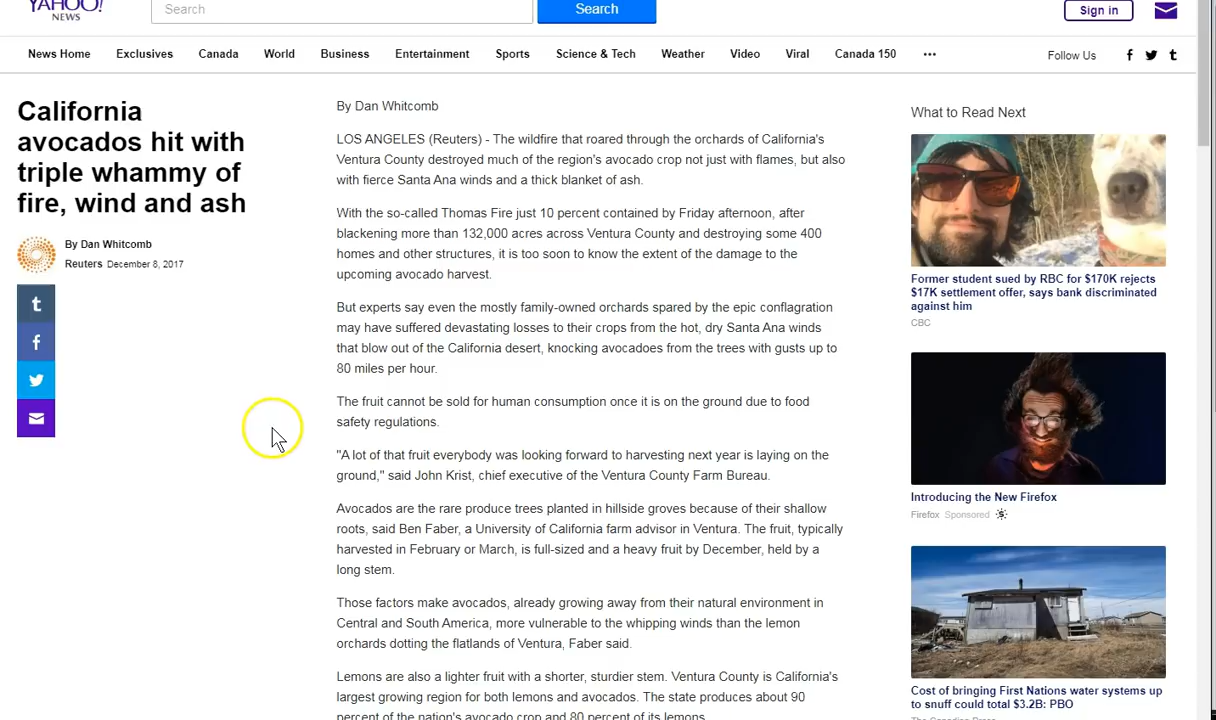 YAHOO!
NEWS
Search
Search
Sign in
News Home
Exclusives
Canada
World
Business
Entertainment
Sports
Science & Tech
Weather
Video
Viral
Canada 150
•••
Follow Us
California
avocados hit with
triple whammy of
fire, wind and ash
By Dan Whitcomb
Reuters December 8, 2017
By Dan Whitcomb
LOS ANGELES (Reuters) - The wildfire that roared through the orchards of California's
Ventura County destroyed much of the region's avocado crop not just with flames, but also
with fierce Santa Ana winds and a thick blanket of ash.
With the so-called Thomas Fire just 10 percent contained by Friday afternoon, after
blackening more than 132,000 acres across Ventura County and destroying some 400
homes and other structures, it is too soon to know the extent of the damage to the
upcoming avocado harvest.
But experts say even the mostly family-owned orchards spared by the epic conflagration
may have suffered devastating losses to their crops from the hot, dry Santa Ana winds
that blow out of the California desert, knocking avocadoes from the trees with gusts up to
80 miles per hour.
The fruit cannot be sold for human consumption once it is on the ground due to food
safety regulations.
"A lot of that fruit everybody was looking forward to harvesting next year is laying on the
ground," said John Krist, chief executive of the Ventura County Farm Bureau.
Avocados are the rare produce trees planted in hillside groves because of their shallow
roots, said Ben Faber, a University of California farm advisor in Ventura. The fruit, typically
harvested in February or March, is full-sized and a heavy fruit by December, held by a
long stem.
Those factors make avocados, already growing away from their natural environment in
Central and South America, more vulnerable to the whipping winds than the lemon
orchards dotting the flatlands of Ventura, Faber said.
Lemons are also a lighter fruit with a shorter, sturdier stem. Ventura County is California's
largest growing region for both lemons and avocados. The state produces about 90
percent of the nation's avocado crop and 80 percent of its lemons.
What to Read Next
Former student sued by RBC for $170K rejects
$17K settlement offer, says bank discriminated
against him
CBC
Introducing the New Firefox
Firefox Sponsored
Cost of bringing First Nations water systems up
to snuff could total $3.2B: PBO
The Canadian Press